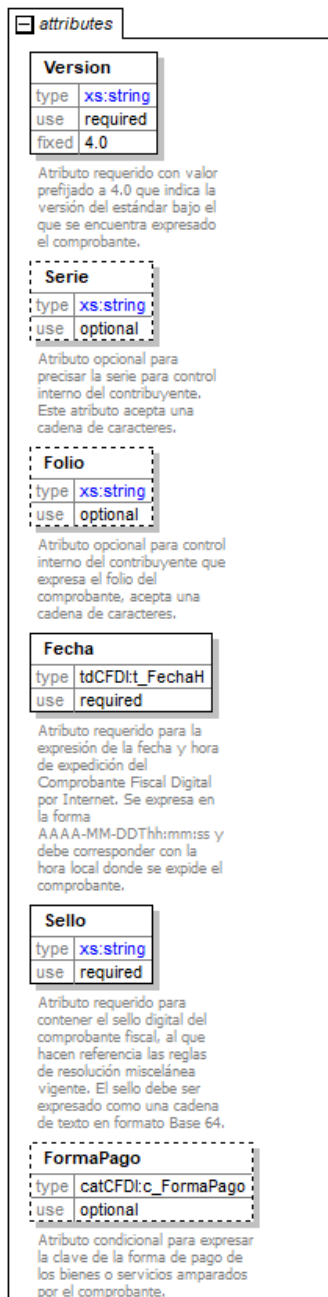 attributes
Version
type xs:string
use required
fixed 4.0
Atributo requerido con valor
prefijado a 4.0 que indica la
versión del estándar bajo el
que se encuentra expresado
el comprobante.
Serie
type xs:string
use optional
Atributo opcional para
precisar la serie para control
interno del contribuyente.
Este atributo acepta una
cadena de caracteres.
Folio
type xs:string
use optional
Atributo opcional para control
interno del contribuyente que
expresa el folio del
comprobante, acepta una
cadena de caracteres.
Fecha
type tdCFDI:t_FechaH
use required
Atributo requerido para la
expresión de la fecha y hora
de expedición del
Comprobante Fiscal Digital
por Internet. Se expresa en
la forma
AAAA-MM-DDThh:mm:ss y
debe corresponder con la
hora local donde se expide el
comprobante.
Sello
type xs:string
use required
Atributo requerido para
contener el sello digital del
comprobante fiscal, al que
hacen referencia las reglas
de resolución miscelánea
vigente. El sello debe ser
expresado como una cadena
de texto en formato Base 64.
FormaPago
type catCFDI:c_FormaPago
use optional
Atributo condicional para expresar
la clave de la forma de pago de
los bienes o servicios amparados
por el comprobante.